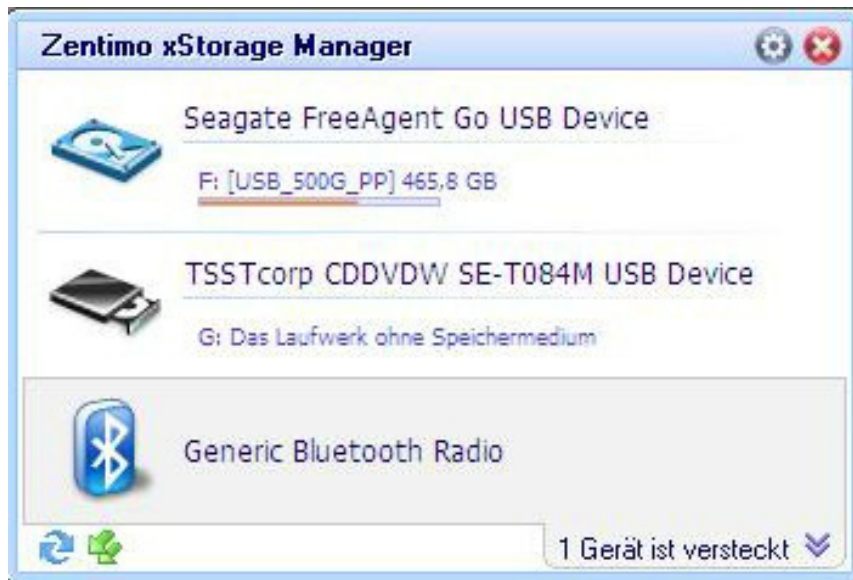 Zentimo xStorage Manager
Seagate FreeAgent Go USB Device
F: [USB_500G_PP] 465,8 GB
TSSTcorp CDDVDW SE-T084M USB Device
G: Das Laufwerk ohne Speichermedium
Generic Bluetooth Radio
1 Gerät ist versteckt